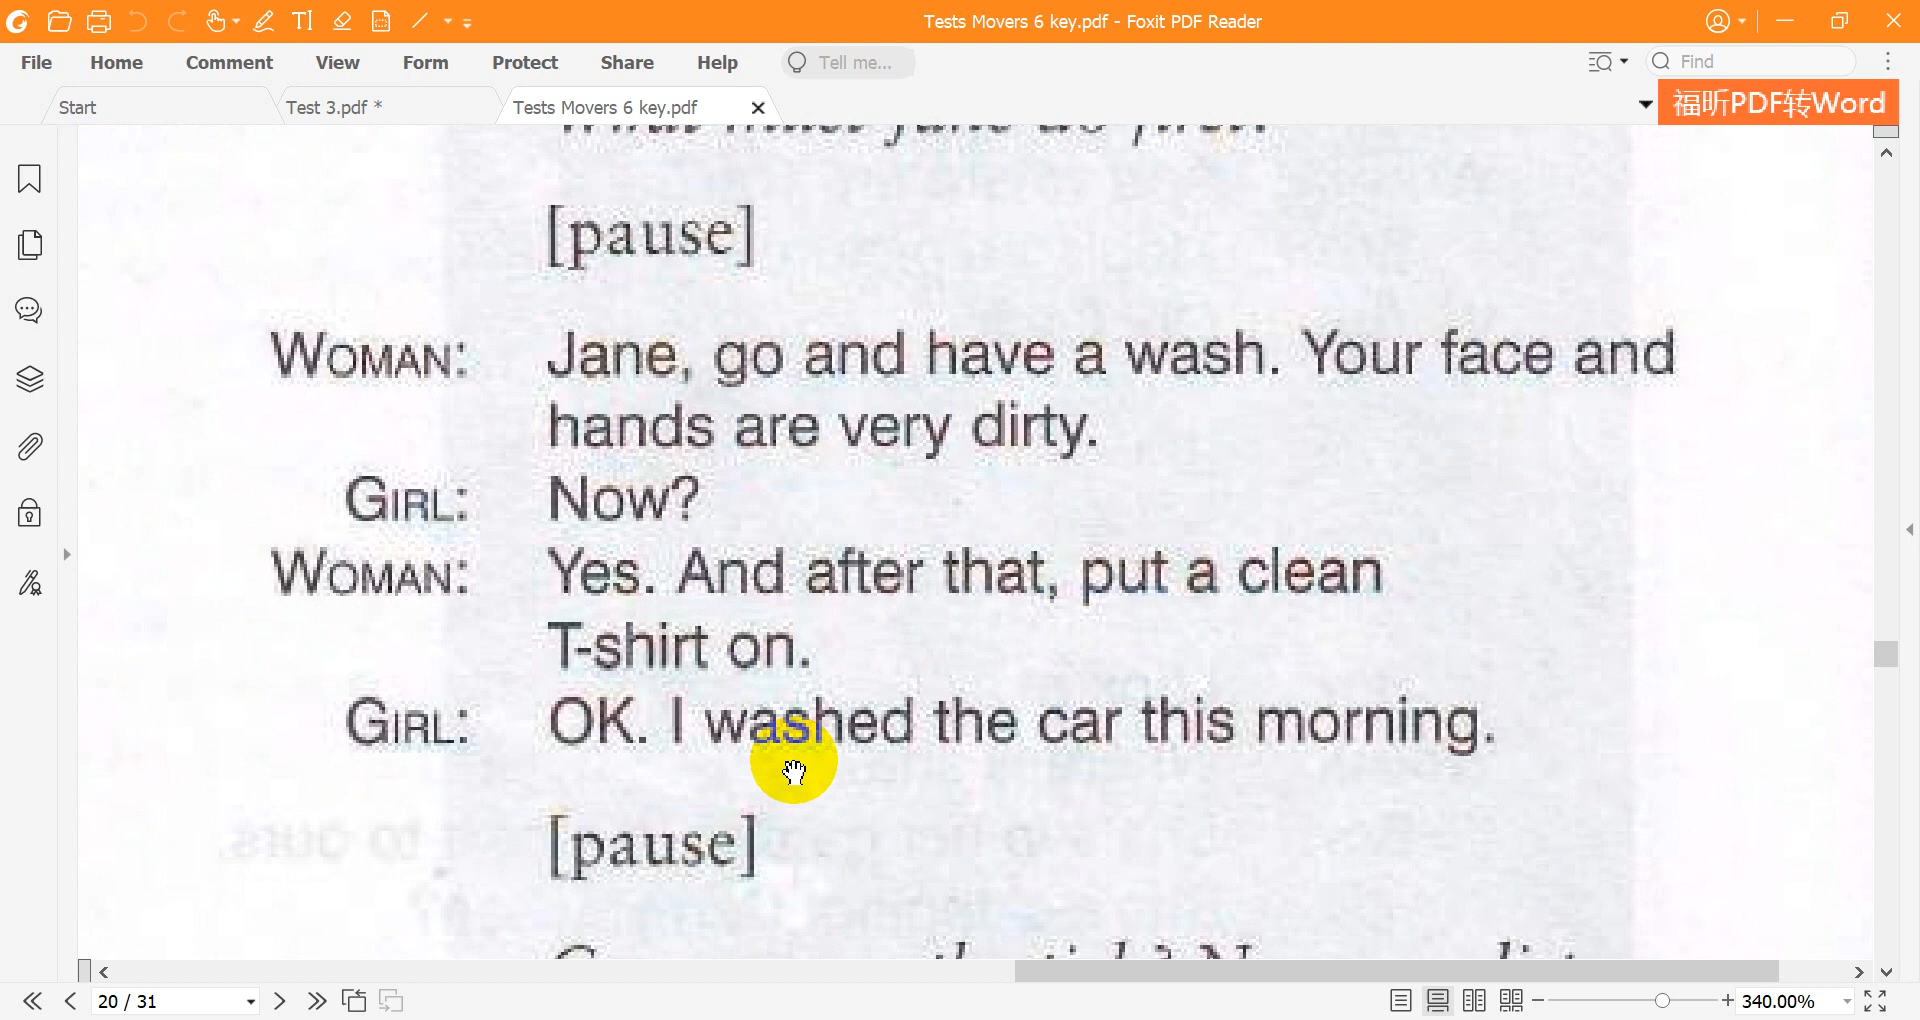 Tests Movers 6 key.pdf - Foxit PDF Reader
File Home Comment View Form Protect Share Help Tell me... Find
Start Test 3.pdf * Tests Movers 6 key.pdf 福昕PDF转Word
[pause]
WOMAN: Jane, go and have a wash. Your face and
hands are very dirty.
GIRL: Now?
WOMAN: Yes. And after that, put a clean
T-shirt on.
GIRL: OK. I washed the car this morning.
[pause]
20 / 31 340.00%